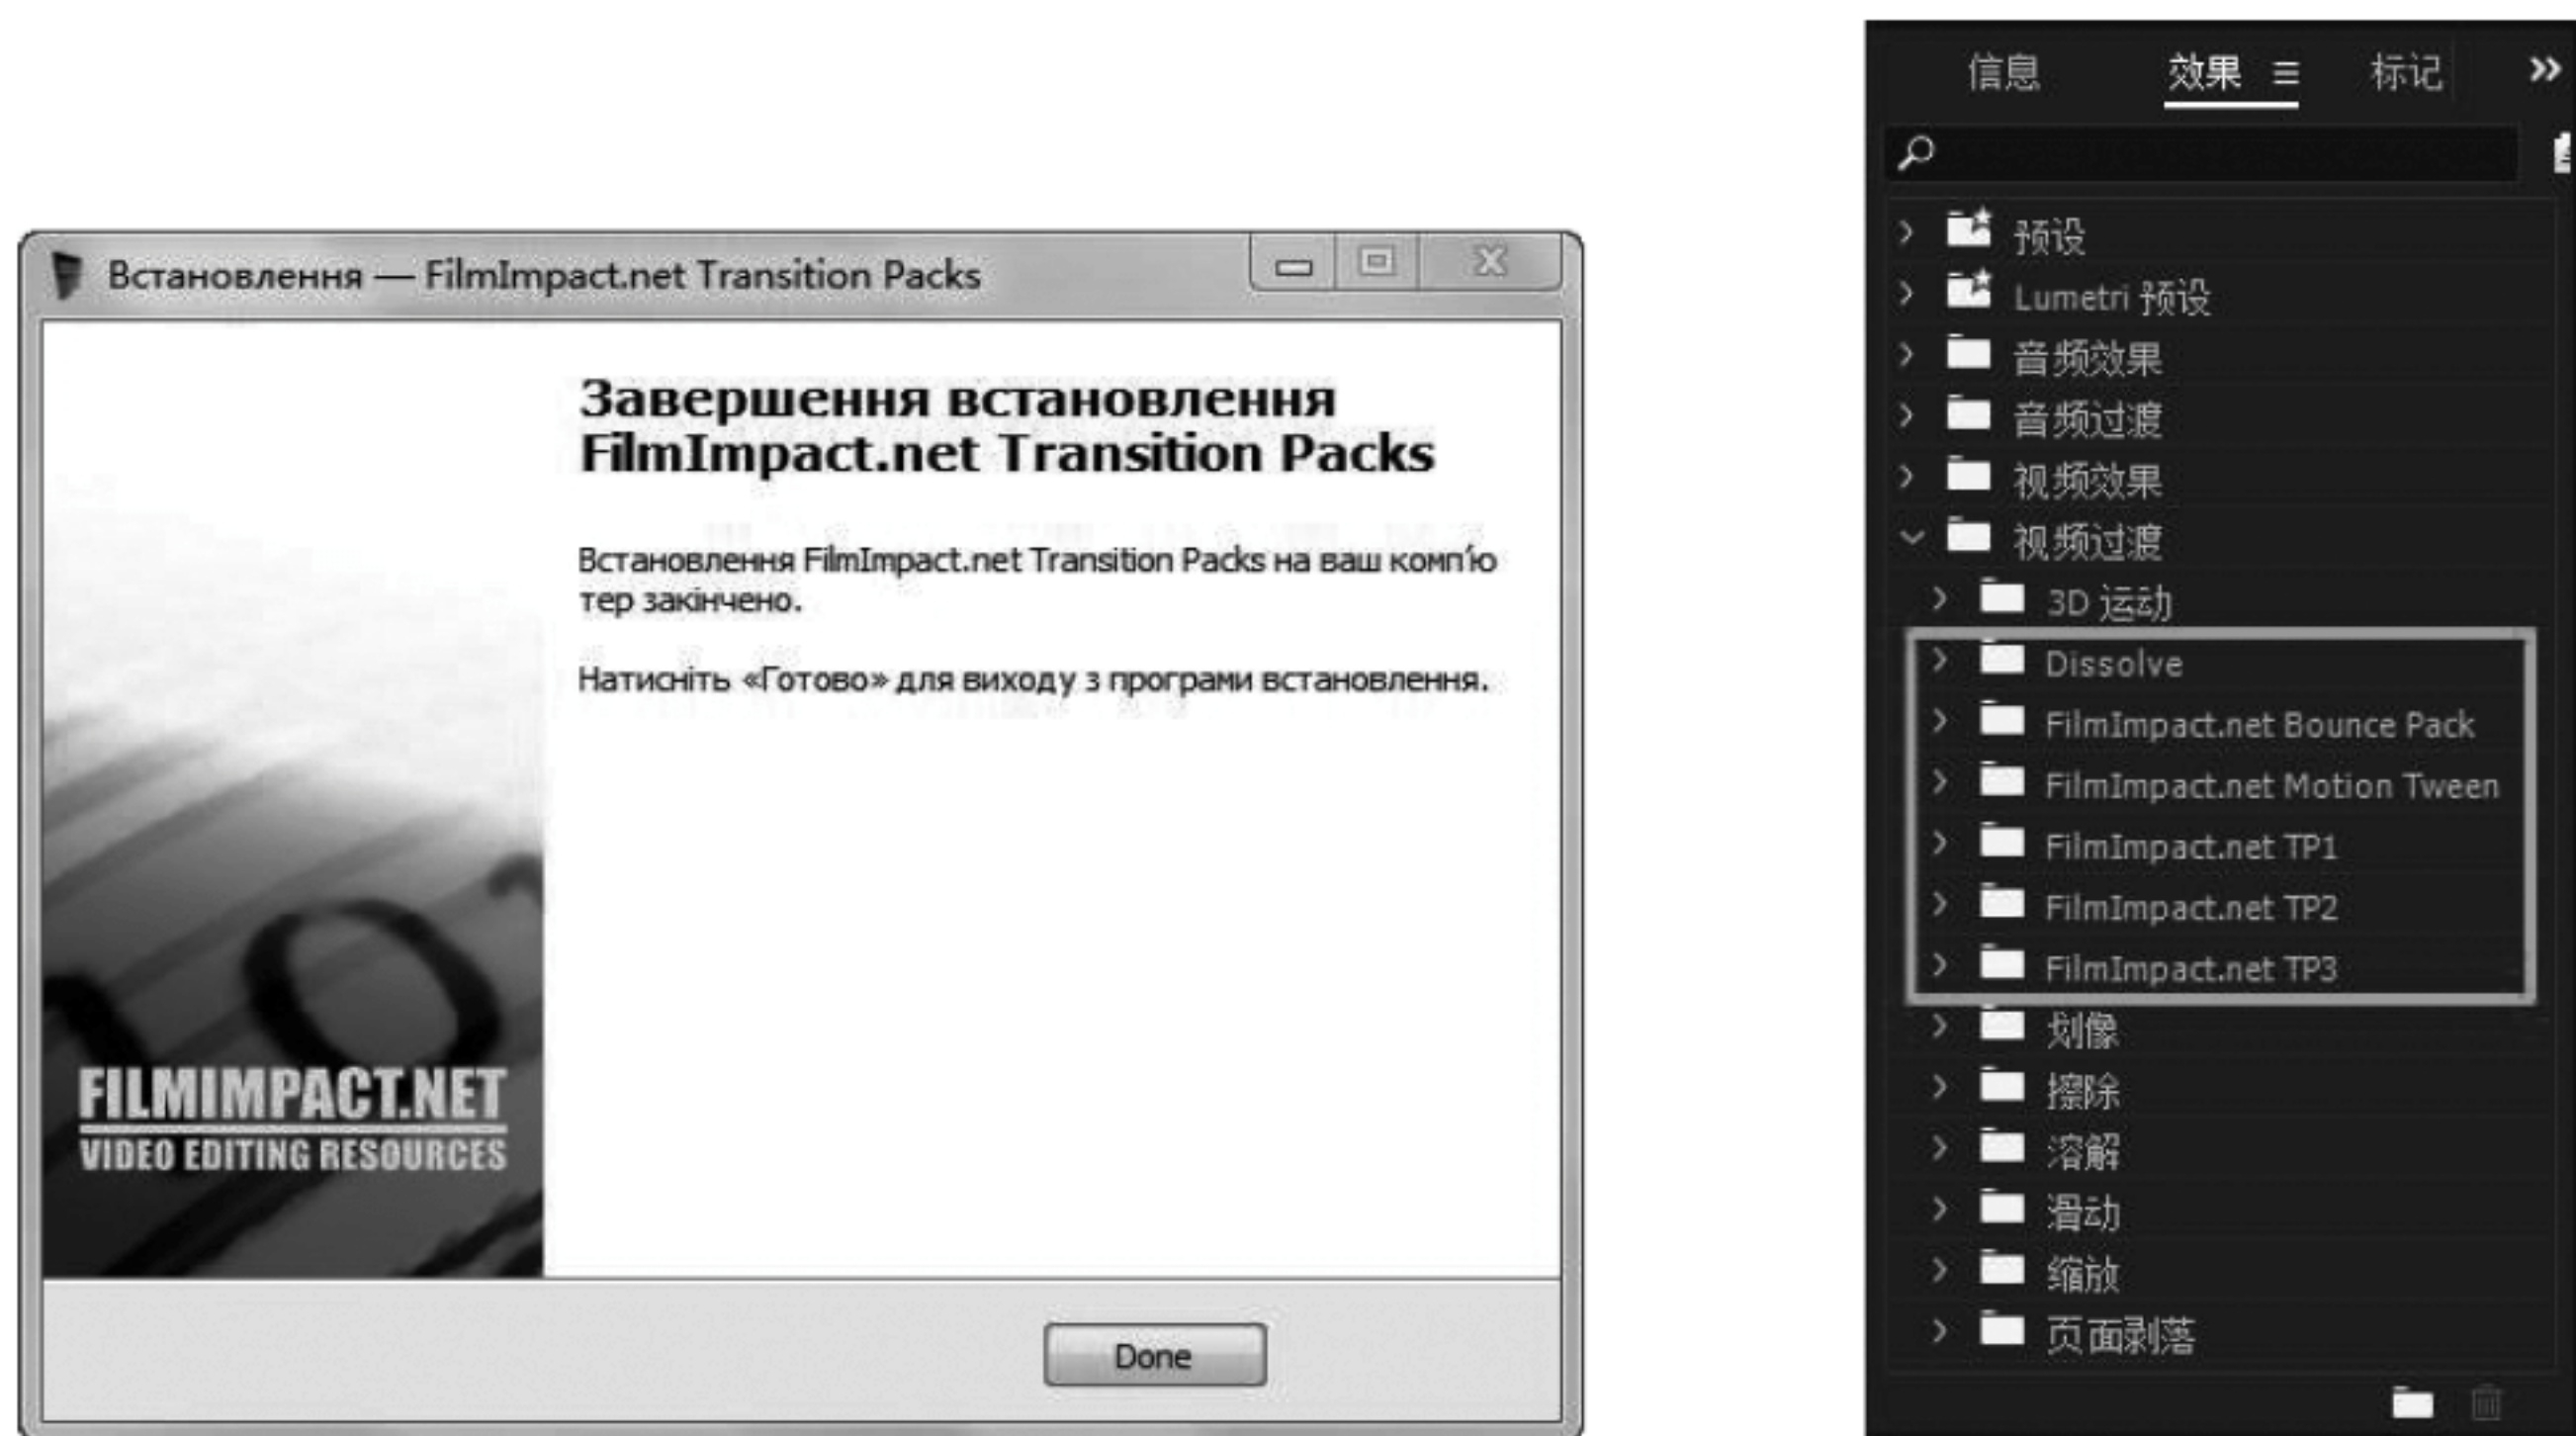 Встановлення — FilmImpact.net Transition Packs
Завершення встановлення
FilmImpact.net Transition Packs
Встановлення FilmImpact.net Transition Packs на ваш комп'ю
тер закінчено.
Натисніть «Готово» для виходу з програми встановлення.
FILMIMPACT.NET
VIDEO EDITING RESOURCES
Done
信息 效果 标记
预设
Lumetri 预设
音频效果
音频过渡
视频效果
视频过渡
3D 运动
Dissolve
FilmImpact.net Bounce Pack
FilmImpact.net Motion Tween
FilmImpact.net TP1
FilmImpact.net TP2
FilmImpact.net TP3
划像
擦除
溶解
滑动
缩放
页面剥落